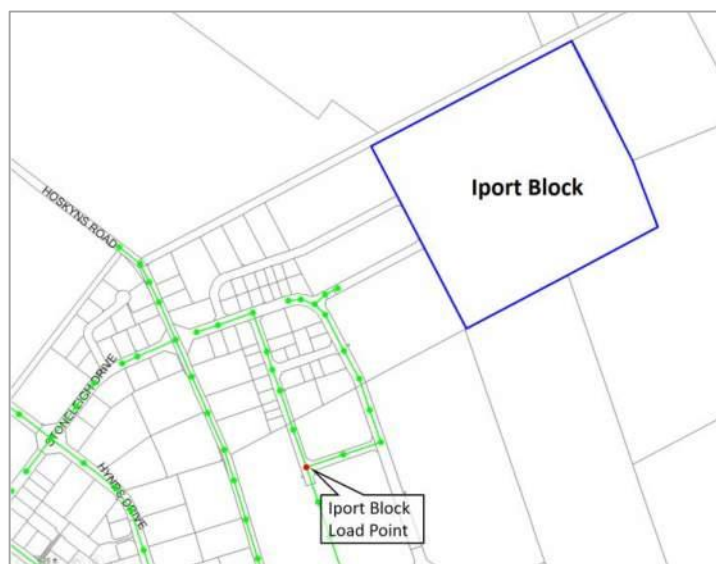 Iport Block
HOSKYNS ROAD
STONELEIGH DRIVE
HYNDS DRIVE
Iport Block
Load Point